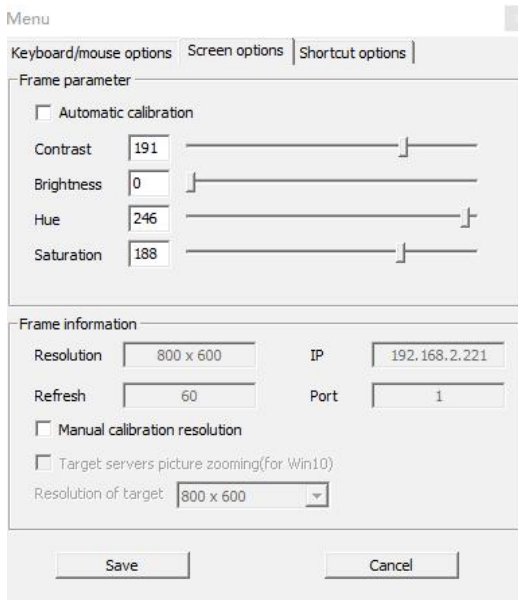 Menu
Keyboard/mouse options Screen options Shortcut options
Frame parameter
Automatic calibration
Contrast 191
Brightness 0
Hue 246
Saturation 188
Frame information
Resolution 800 x 600 IP 192.168.2.221
Refresh 60 Port 1
Manual calibration resolution
Target servers picture zooming(for Win10)
Resolution of target 800 x 600
Save Cancel